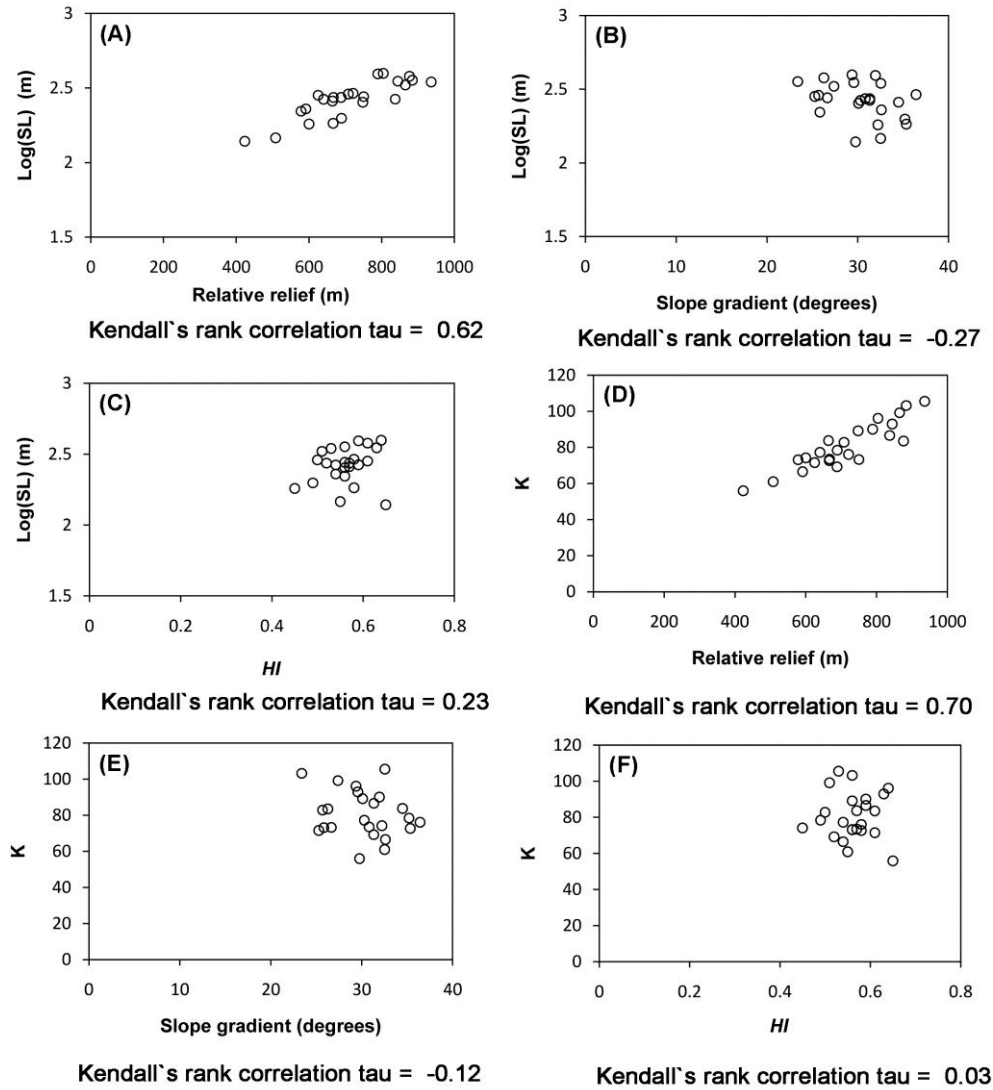 (A)
Log(SL) (m)
3
2.5
2
1.5
0 200 400 600 800 1000
Relative relief (m)
Kendall`s rank correlation tau = 0.62
(B)
Log(SL) (m)
3
2.5
2
1.5
0 10 20 30 40
Slope gradient (degrees)
Kendall`s rank correlation tau = -0.27
(C)
Log(SL) (m)
3
2.5
2
1.5
0 0.2 0.4 0.6 0.8
HI
Kendall`s rank correlation tau = 0.23
(D)
K
120
100
80
60
40
20
0
0 200 400 600 800 1000
Relative relief (m)
Kendall`s rank correlation tau = 0.70
(E)
K
120
100
80
60
40
20
0
0 10 20 30 40
Slope gradient (degrees)
Kendall`s rank correlation tau = -0.12
(F)
K
120
100
80
60
40
20
0
0 0.2 0.4 0.6 0.8
HI
Kendall`s rank correlation tau = 0.03